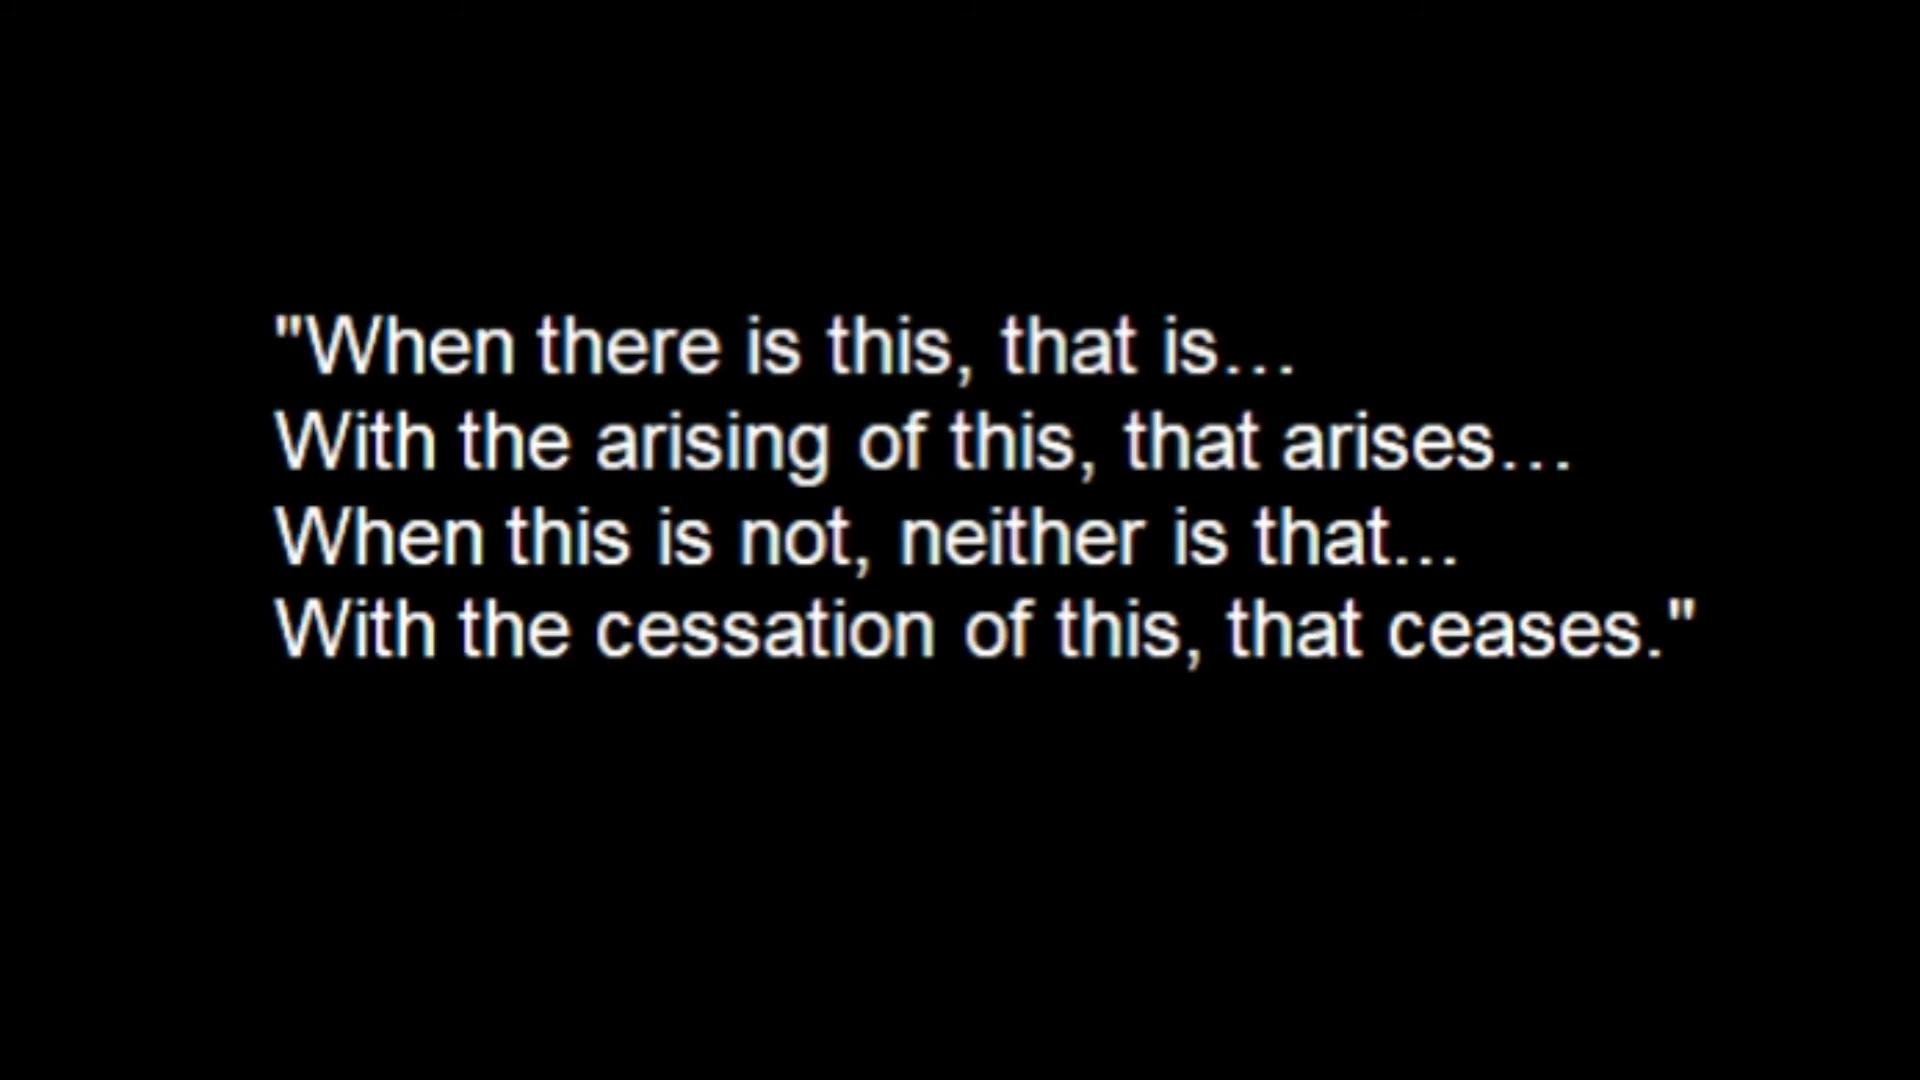 "When there is this, that is...
With the arising of this, that arises...
When this is not, neither is that...
With the cessation of this, that ceases."